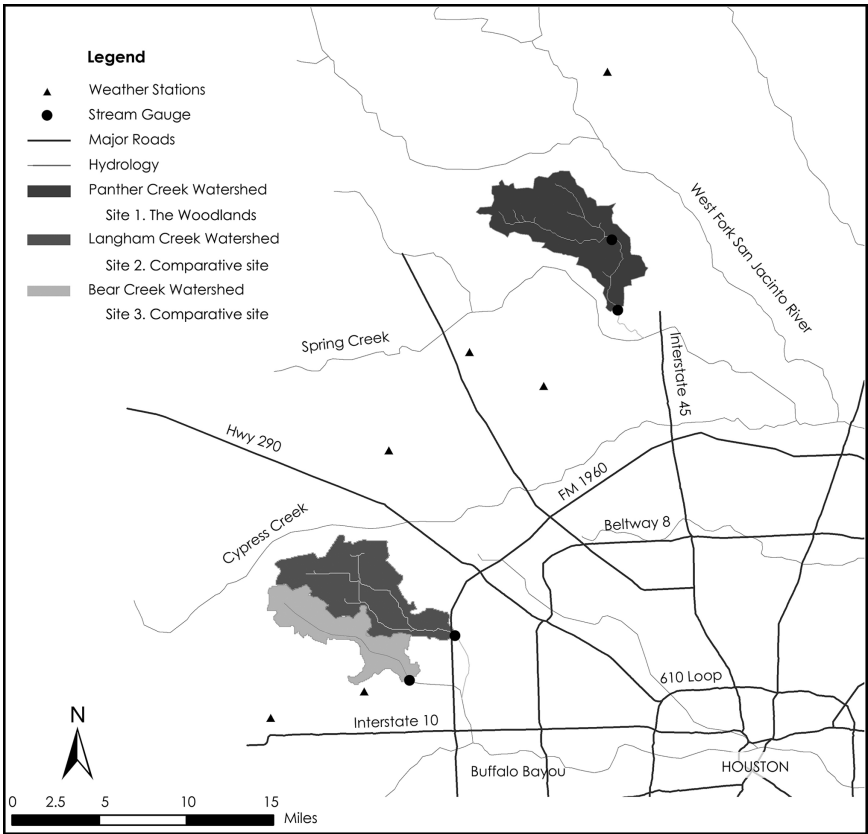 Legend
Weather Stations
Stream Gauge
Major Roads
Hydrology
Panther Creek Watershed
Site 1. The Woodlands
Langham Creek Watershed
Site 2. Comparative site
Bear Creek Watershed
Site 3. Comparative site
West Fork San Jacinto River
Spring Creek
Interstate 45
Hwy 290
FM 1960
Cypress Creek
Beltway 8
610 Loop
Interstate 10
Buffalo Bayou
HOUSTON
N
0 2.5 5 10 15
Miles